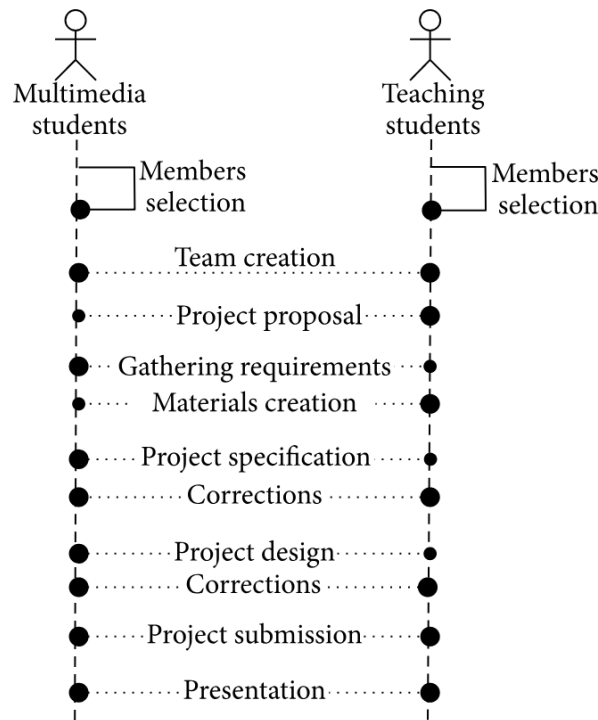 Multimedia
students
Teaching
students
Members
selection
Members
selection
Team creation
Project proposal
Gathering requirements
Materials creation
Project specification
Corrections
Project design
Corrections
Project submission
Presentation